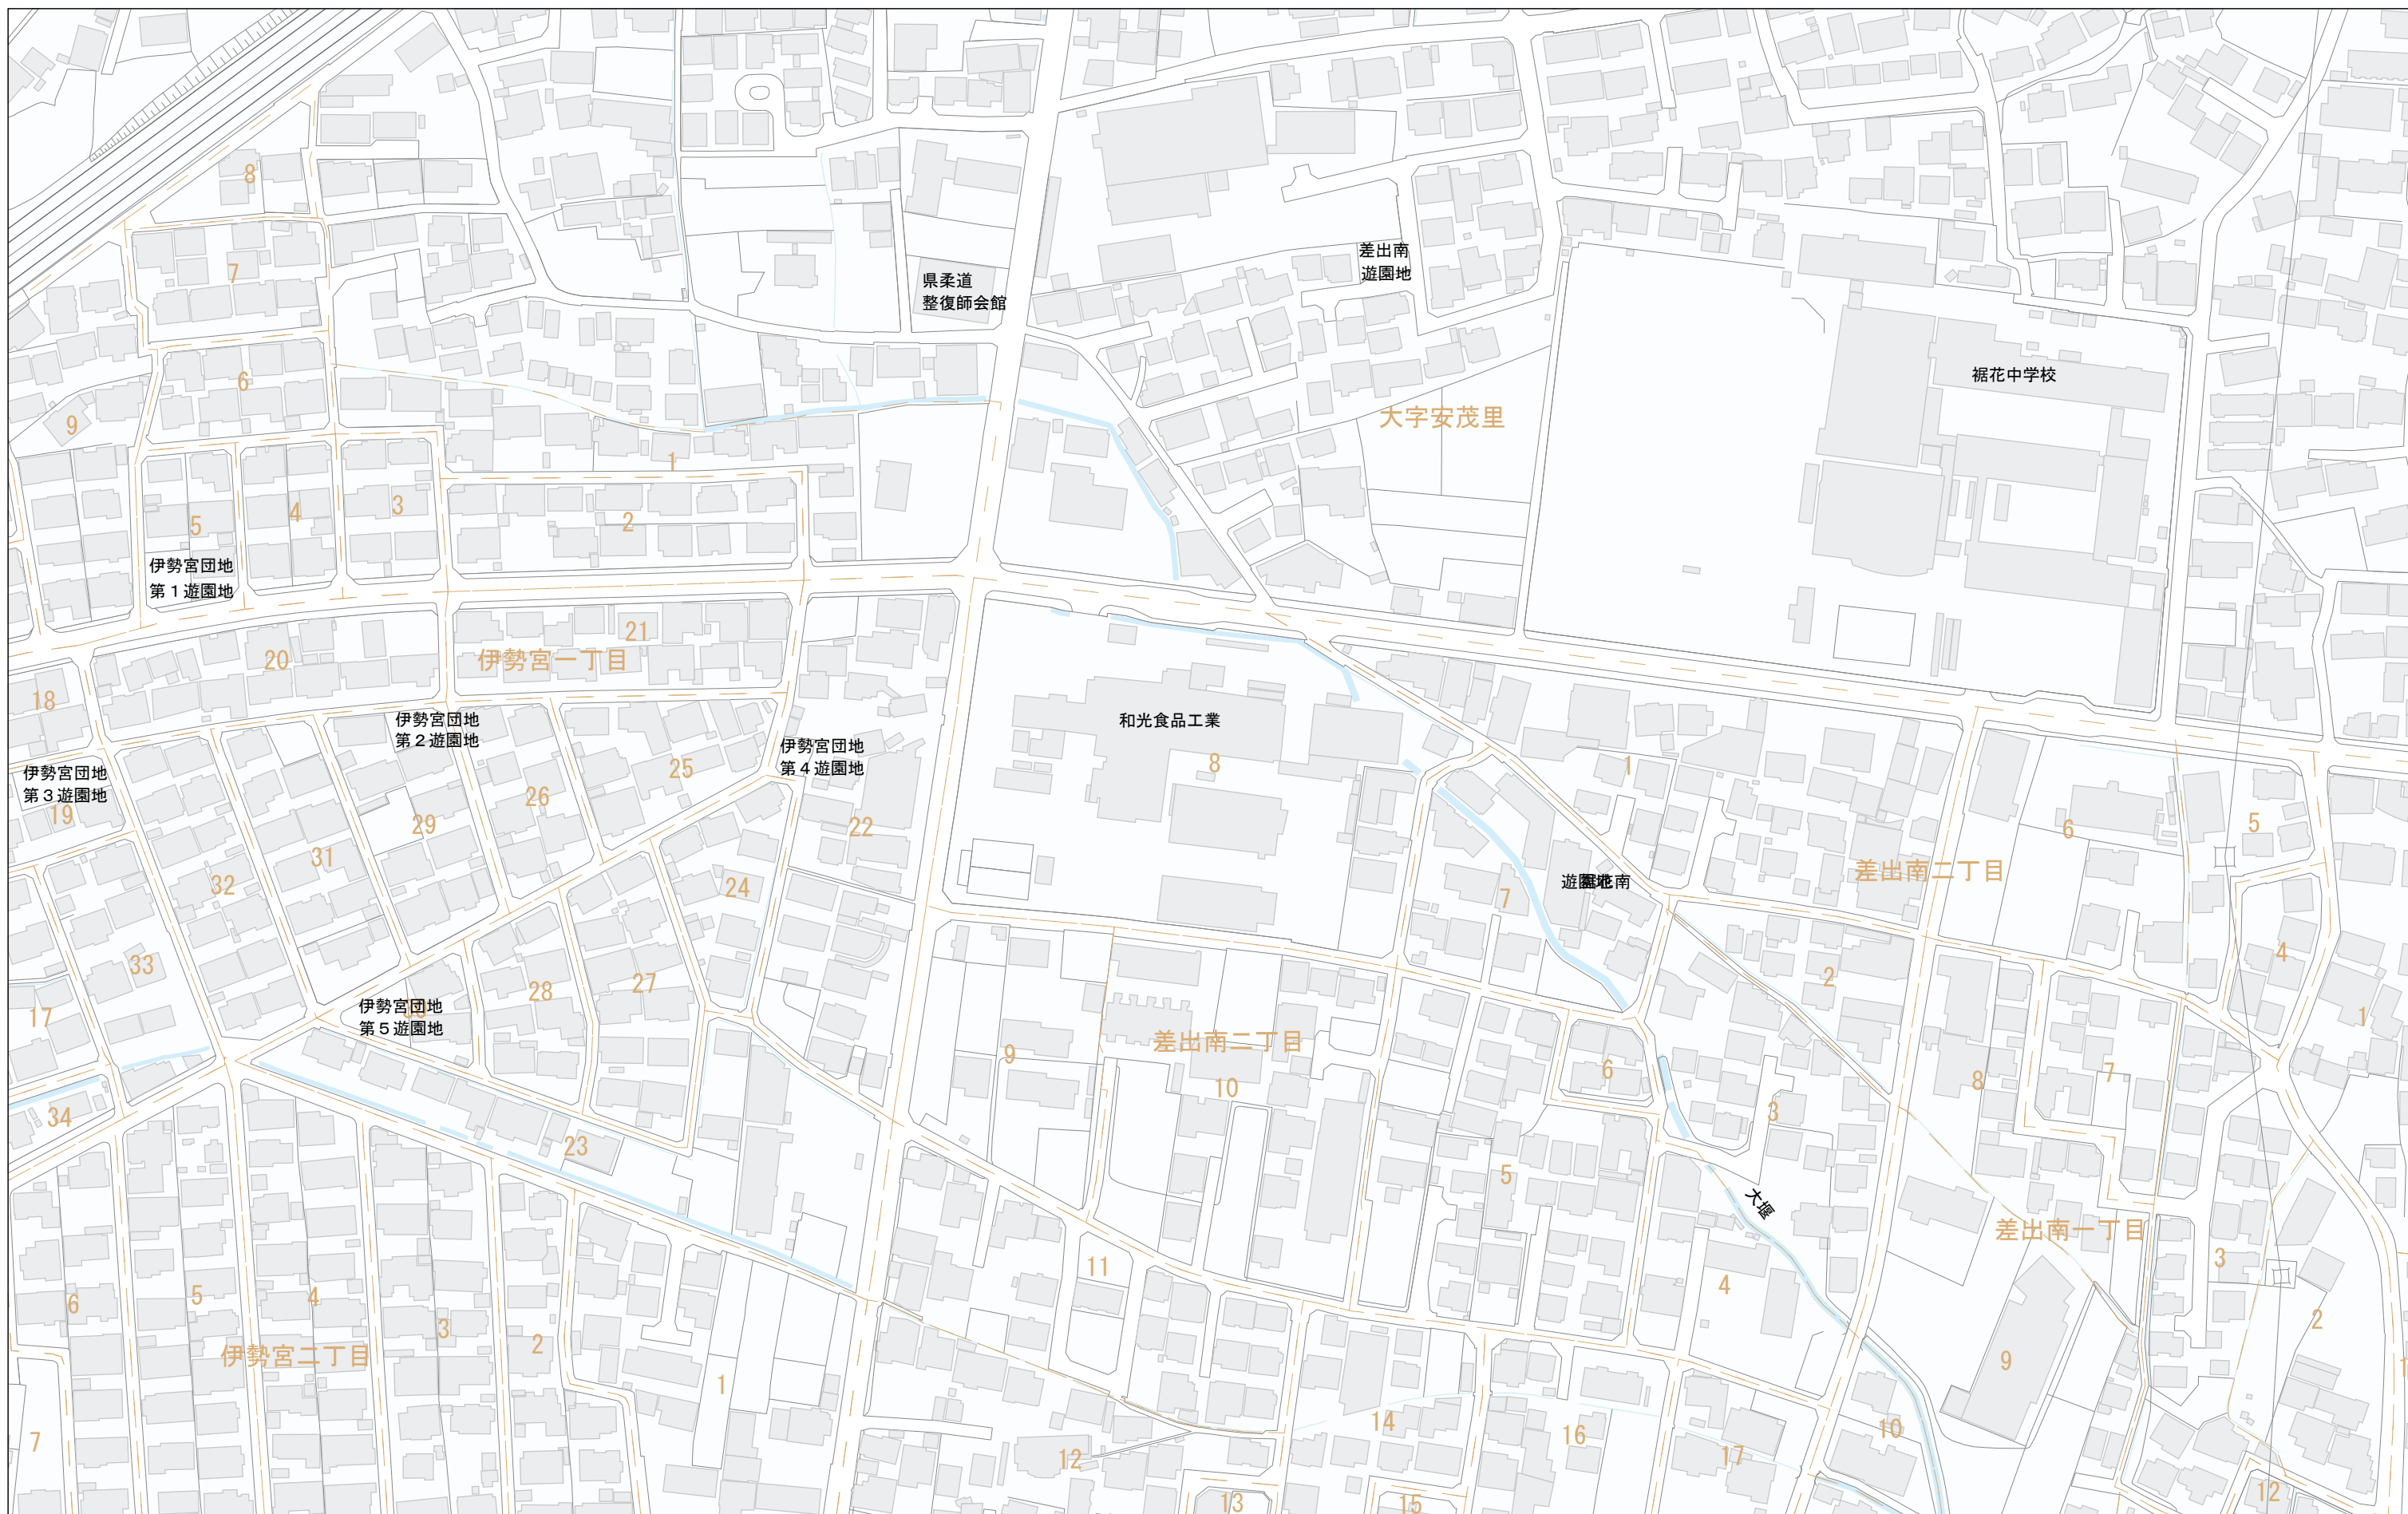 8
7
県柔道
整復師会館
差出南
遊園地
裾花中学校
6
9
大字安茂里
1
5
4
3
2
伊勢宮団地
第1遊園地
21
20
伊勢宮一丁目
18
伊勢宮団地
第2遊園地
和光食品工業
伊勢宮団地
第4遊園地
伊勢宮団地
第3遊園地
19
25
26
29
22
8
1
6
5
31
32
24
7
差出南二丁目
遊園地
裾花南
33
28
27
2
4
17
伊勢宮団地
第5遊園地
30
9
差出南二丁目
10
6
8
7
1
34
23
3
5
大堰
差出南一丁目
11
4
3
6
5
4
3
2
伊勢宮二丁目
1
9
2
1
7
12
14
16
17
10
13
15
12